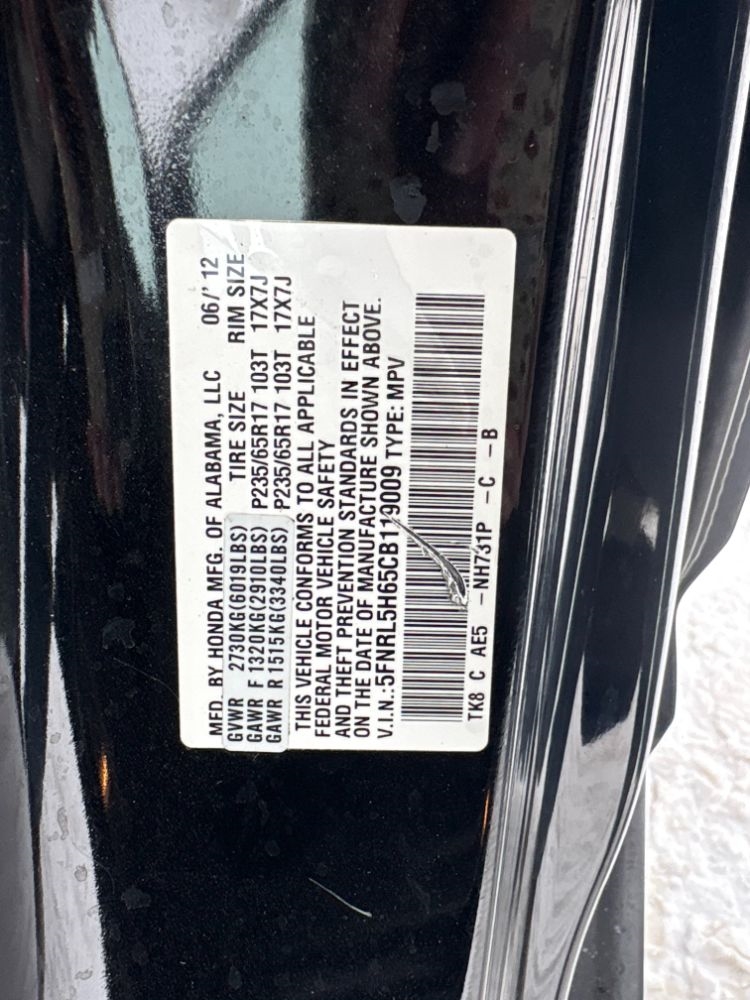 MFD. BY HONDA MFG. OF ALABAMA, LLC 06/'12
GVWR 2730KG(6019LBS) TIRE SIZE RIM SIZE
GAWR F 1320KG(2910LBS) P235/65R17 103T 17X7J
GAWR R 1515KG(3340LBS) P235/65R17 103T 17X7J
THIS VEHICLE CONFORMS TO ALL APPLICABLE
FEDERAL MOTOR VEHICLE SAFETY
AND THEFT PREVENTION STANDARDS IN EFFECT
ON THE DATE OF MANUFACTURE SHOWN ABOVE.
V.I.N.:5FNRL5H65CB119009 TYPE: MPV
TK8 C AE5 -NH731P -C -B